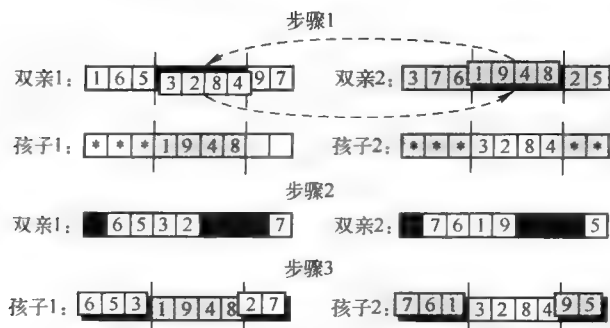 步骤1
双亲1: 1 6 5 3 2 8 4 9 7 双亲2: 3 7 6 1 9 4 8 2 5
孩子1: * * * 1 9 4 8 孩子2: * * * 3 2 8 4 * *
步骤2
双亲1: 6 5 3 2 7 双亲2: 7 6 1 9 5
步骤3
孩子1: 6 5 3 1 9 4 8 2 7 孩子2: 7 6 1 3 2 8 4 9 5